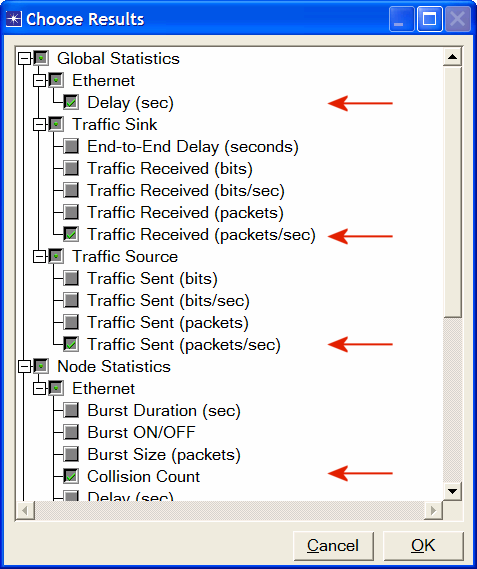 Choose Results
Global Statistics
Ethernet
Delay (sec)
Traffic Sink
End-to-End Delay (seconds)
Traffic Received (bits)
Traffic Received (bits/sec)
Traffic Received (packets)
Traffic Received (packets/sec)
Traffic Source
Traffic Sent (bits)
Traffic Sent (bits/sec)
Traffic Sent (packets)
Traffic Sent (packets/sec)
Node Statistics
Ethernet
Burst Duration (sec)
Burst ON/OFF
Burst Size (packets)
Collision Count
Delay (sec)
Cancel
OK